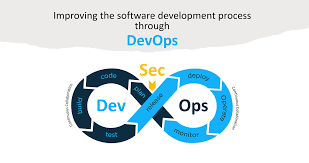 Improving the software development process
through
DevOps
Sec
code
deploy
plan
Dev
release
Ops
operate
build
test
monitor